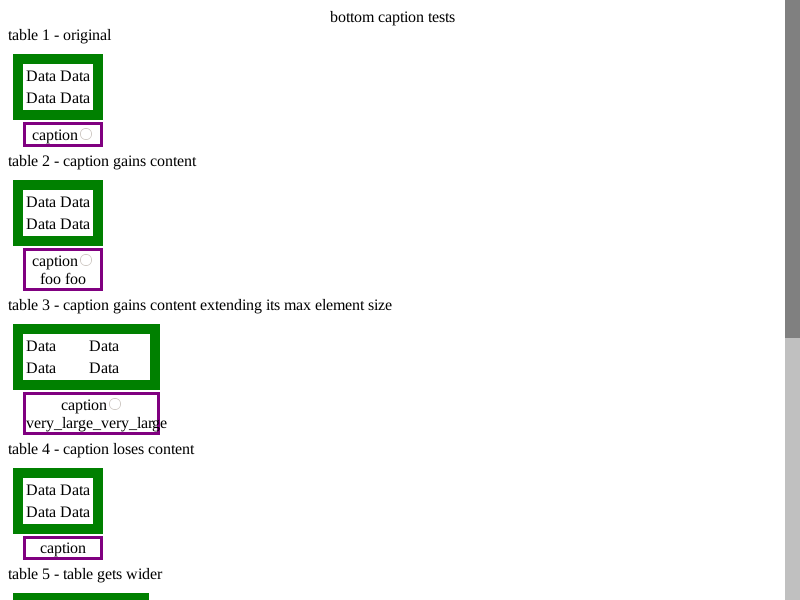 bottom caption tests
table 1 - original
Data Data
Data Data
caption
table 2 - caption gains content
Data Data
Data Data
caption
foo foo
table 3 - caption gains content extending its max element size
Data Data
Data Data
caption
very_large_very_large
table 4 - caption loses content
Data Data
Data Data
caption
table 5 - table gets wider